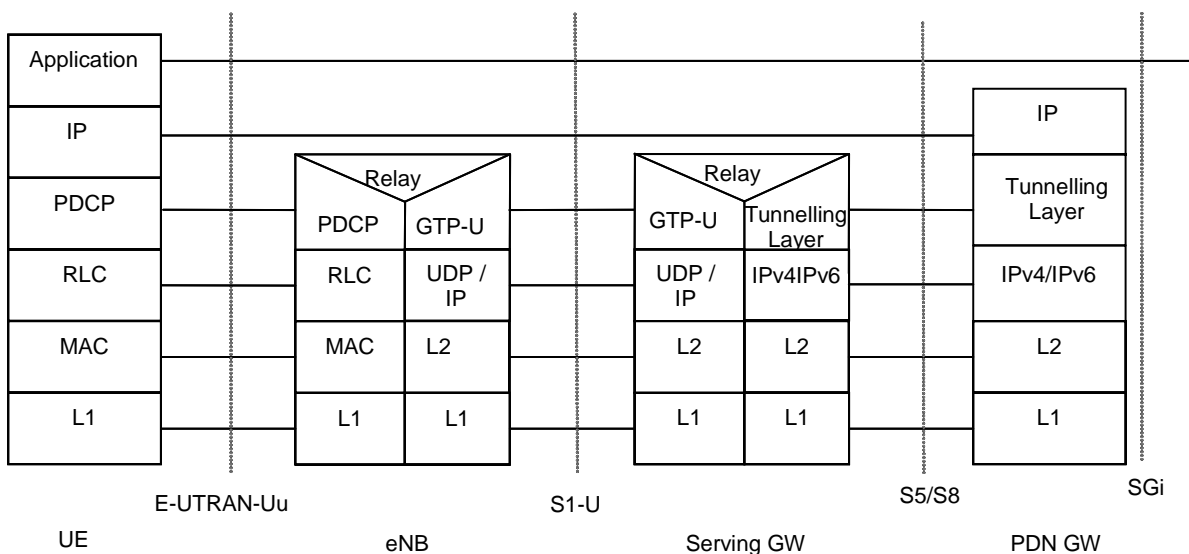 Application
IP
PDCP
RLC
MAC
L1
Relay
PDCP
GTP-U
RLC
UDP /
IP
MAC
L2
L1
L1
Relay
GTP-U
Tunnelling
Layer
UDP /
IP
IPv4IPv6
L2
L2
L1
L1
IP
Tunnelling
Layer
IPv4/IPv6
L2
L1
E-UTRAN-Uu
S1-U
S5/S8
SGi
UE
eNB
Serving GW
PDN GW